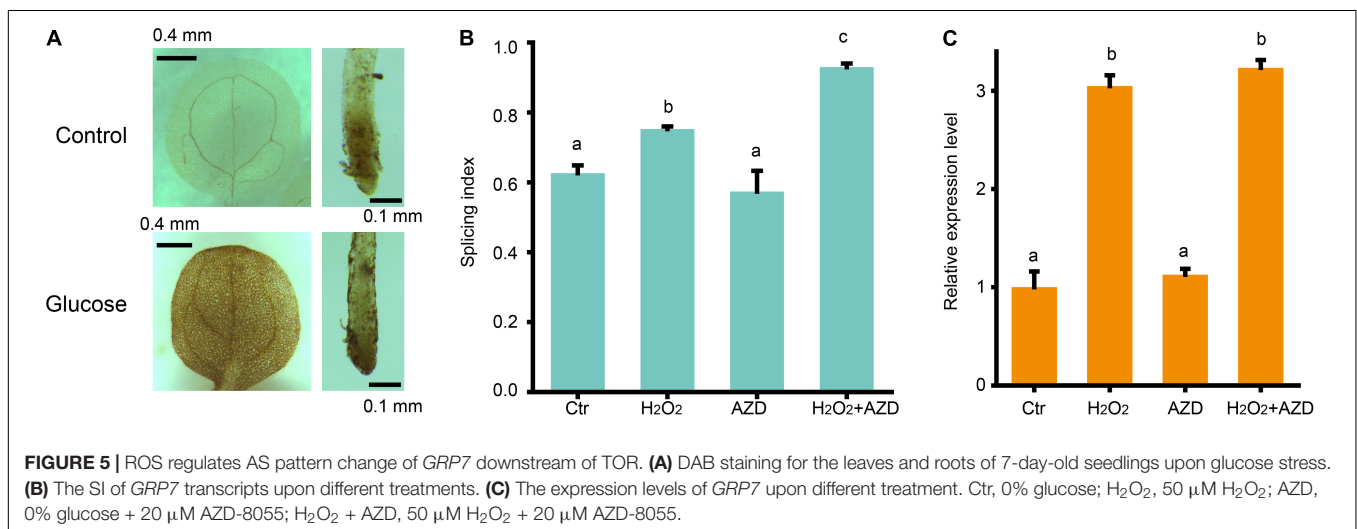 A
0.4 mm
Control
0.1 mm
0.4 mm
Glucose
0.1 mm
B
Splicing index
1.0
0.8
0.6
0.4
0.2
0.0
a
b
a
c
Ctr
H2O2
AZD
H2O2+AZD
C
Relative expression level
3
2
1
0
a
b
a
b
Ctr
H2O2
AZD
H2O2+AZD
FIGURE 5 | ROS regulates AS pattern change of GRP7 downstream of TOR. (A) DAB staining for the leaves and roots of 7-day-old seedlings upon glucose stress.
(B) The SI of GRP7 transcripts upon different treatments. (C) The expression levels of GRP7 upon different treatment. Ctr, 0% glucose; H2O2, 50 μM H2O2; AZD,
0% glucose + 20 μM AZD-8055; H2O2 + AZD, 50 μM H2O2 + 20 μM AZD-8055.